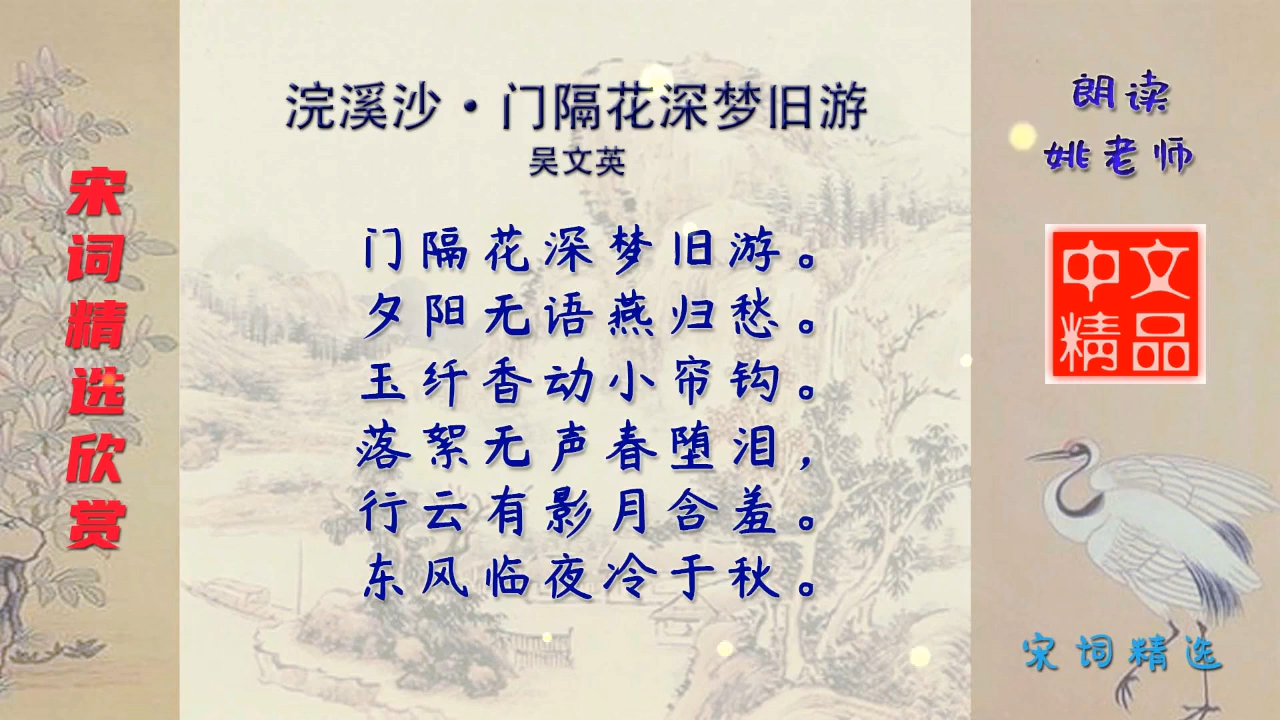 浣溪沙·门隔花深梦旧游
吴文英
门隔花深梦旧游。
夕阳无语燕归愁。
玉纤香动小帘钩。
落絮无声春堕泪，
行云有影月含羞。
东风临夜冷于秋。
宋词精选欣赏
朗读
姚老师
中文
精品
宋词精选